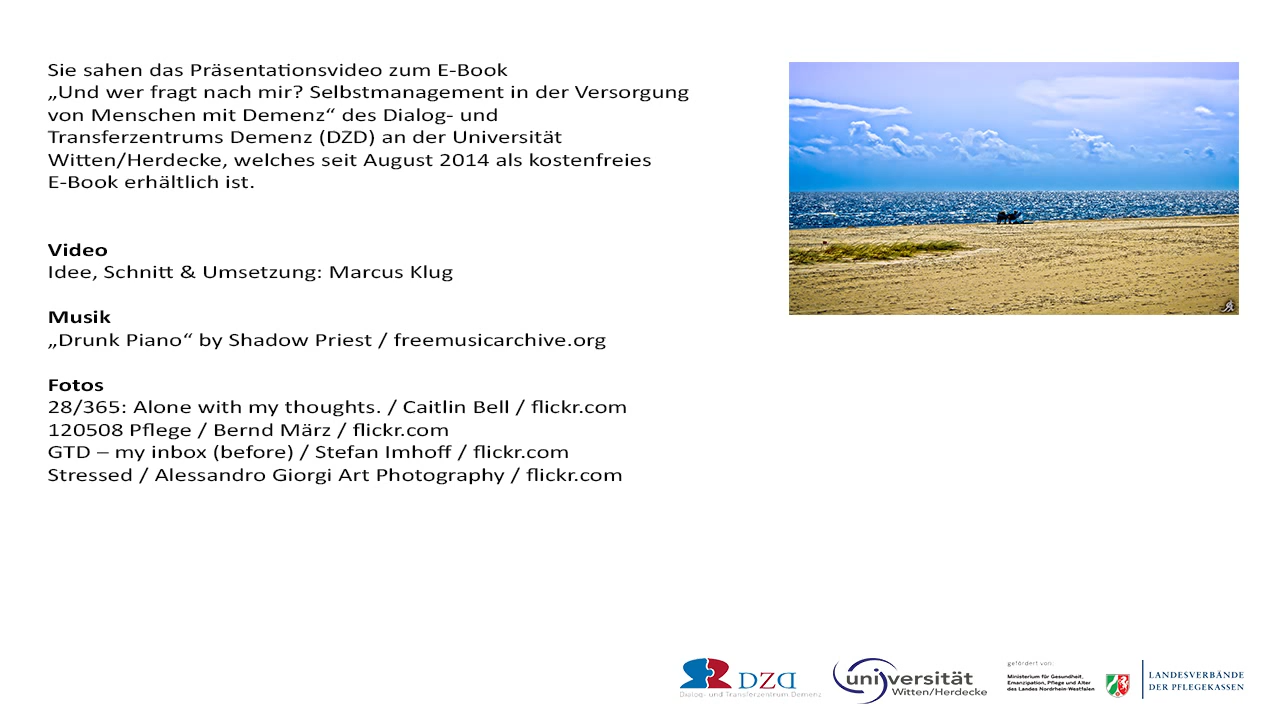 Sie sahen das Präsentationsvideo zum E-Book
„Und wer fragt nach mir? Selbstmanagement in der Versorgung
von Menschen mit Demenz“ des Dialog- und
Transferzentrums Demenz (DZD) an der Universität
Witten/Herdecke, welches seit August 2014 als kostenfreies
E-Book erhältlich ist.
Video
Idee, Schnitt & Umsetzung: Marcus Klug
Musik
„Drunk Piano“ by Shadow Priest / freemusicarchive.org
Fotos
28/365: Alone with my thoughts. / Caitlin Bell / flickr.com
120508 Pflege / Bernd März / flickr.com
GTD – my inbox (before) / Stefan Imhoff / flickr.com
Stressed / Alessandro Giorgi Art Photography / flickr.com
DZD
Dialog- und Transferzentrum Demenz
universität
Witten/Herdecke
gefördert von:
Ministerium für Gesundheit,
Emanzipation, Pflege und Alter
des Landes Nordrhein-Westfalen
LANDESVERBÄNDE
DER PFLEGEKASSEN